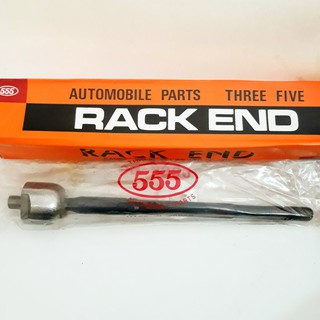 555
AUTOMOBILE PARTS THREE FIVE
RACK END
RACK END
555